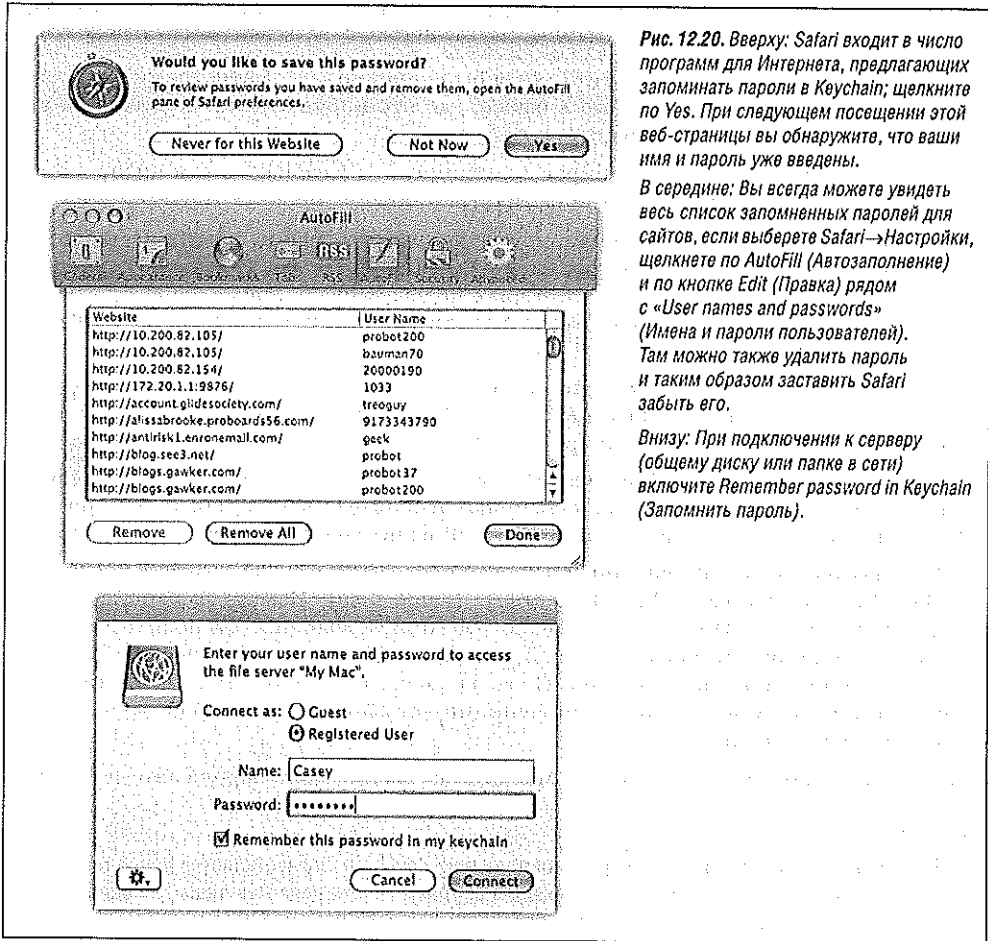 Would you like to save this password?
To review passwords you have saved and remove them, open the AutoFill
pane of Safari preferences.
Never for this Website
Not Now
Yes
Рис. 12.20. Вверху: Safari входит в число
программ для Интернета, предлагающих
запоминать пароли в Keychain; щелкните
по Yes. При следующем посещении этой
веб-страницы вы обнаружите, что ваши
имя и пароль уже введены.
В середине: Вы всегда можете увидеть
весь список запомненных паролей для
сайтов, если выберете Safari→Настройки,
щелкнете по AutoFill (Автозаполнение)
и по кнопке Edit (Правка) рядом
с «User names and passwords»
(Имена и пароли пользователей).
Там можно также удалить пароль
и таким образом заставить Safari
забыть его.
Внизу: При подключении к серверу
(общему диску или папке в сети)
включите Remember password in Keychain
(Запомнить пароль).
AutoFill
RSS
Bookmarks Tab RSS Security
Website User Name
http://10.200.82.105/ probot200
http://10.200.82.105/ bauman70
http://10.200.82.154/ 20000190
http://172.20.1.1:9876/ 1033
http://account.glidesociety.com/ treoguy
http://alissabrooke.proboards56.com/ 9173343790
http://antirisk1.enronemail.com/ geek
http://blog.see3.net/ probot
http://blogs.gawker.com/ probot37
http://blogs.gawker.com/ probot200
Remove
Remove All
Done
Enter your user name and password to access
the file server "My Mac".
Connect as: Guest
Registered User
Name: Casey
Password: ••••••••
Remember this password in my keychain
Cancel
Connect